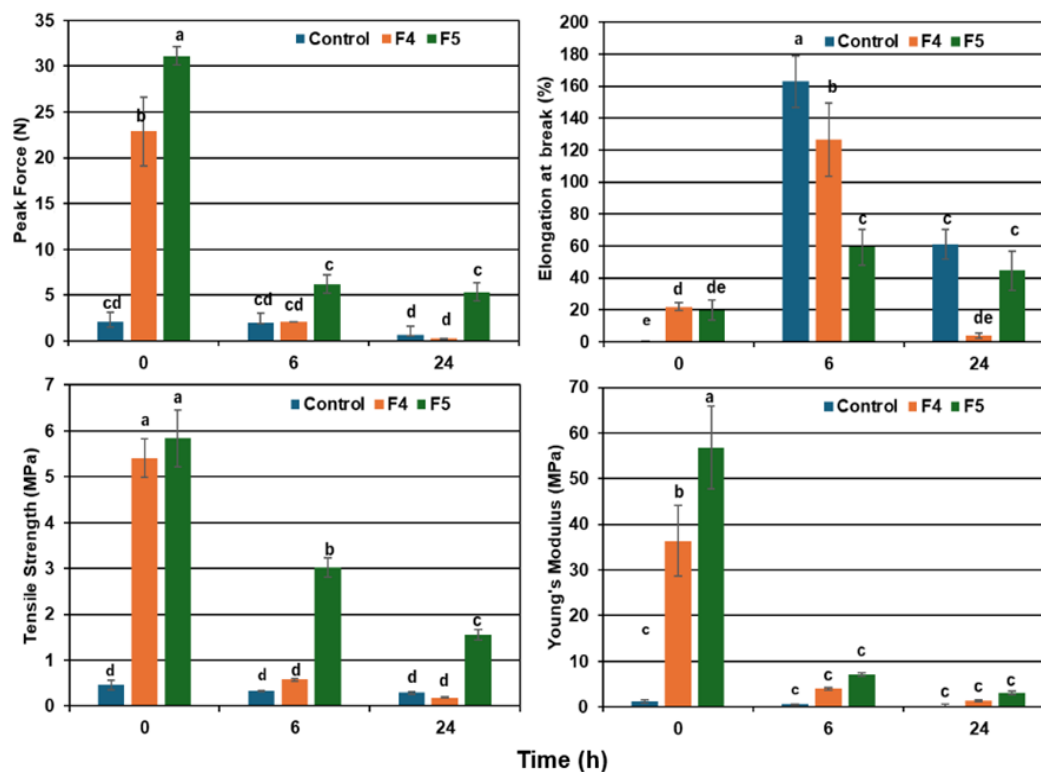 Peak Force (N)
35
30
25
20
15
10
5
0
Control F4 F5
cd b a
cd cd c
d d c
0 6 24
Elongation at break (%)
200
180
160
140
120
100
80
60
40
20
0
Control F4 F5
e d de
a b c
c de c
0 6 24
Tensile Strength (MPa)
7
6
5
4
3
2
1
0
Control F4 F5
d a a
d d b
d d c
0 6 24
Young's Modulus (MPa)
70
60
50
40
30
20
10
0
Control F4 F5
c b a
c c c
c c c
0 6 24
Time (h)